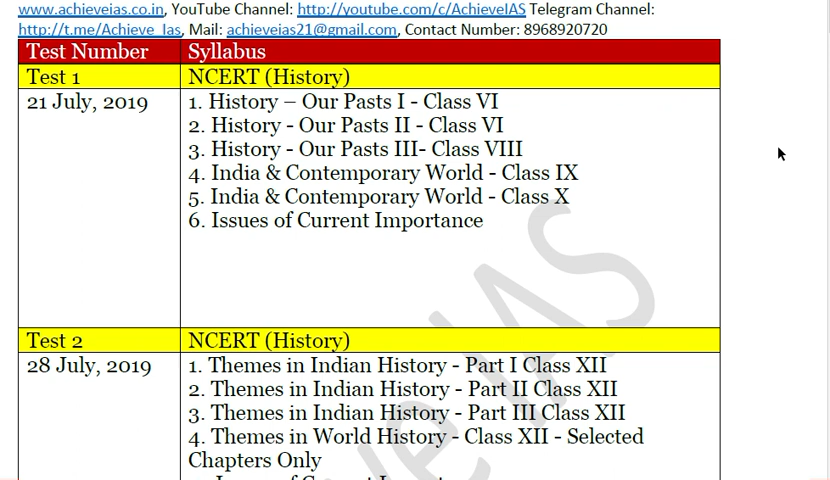 www.achieveias.co.in, YouTube Channel: http://youtube.com/c/AchieveIAS Telegram Channel:
http://t.me/Achieve_Ias, Mail: achieveias21@gmail.com, Contact Number: 8968920720
Test Number Syllabus
Test 1 NCERT (History)
21 July, 2019 1. History – Our Pasts I - Class VI
2. History - Our Pasts II - Class VI
3. History - Our Pasts III- Class VIII
4. India & Contemporary World - Class IX
5. India & Contemporary World - Class X
6. Issues of Current Importance
Test 2 NCERT (History)
28 July, 2019 1. Themes in Indian History - Part I Class XII
2. Themes in Indian History - Part II Class XII
3. Themes in Indian History - Part III Class XII
4. Themes in World History - Class XII - Selected
Chapters Only
ve IAS